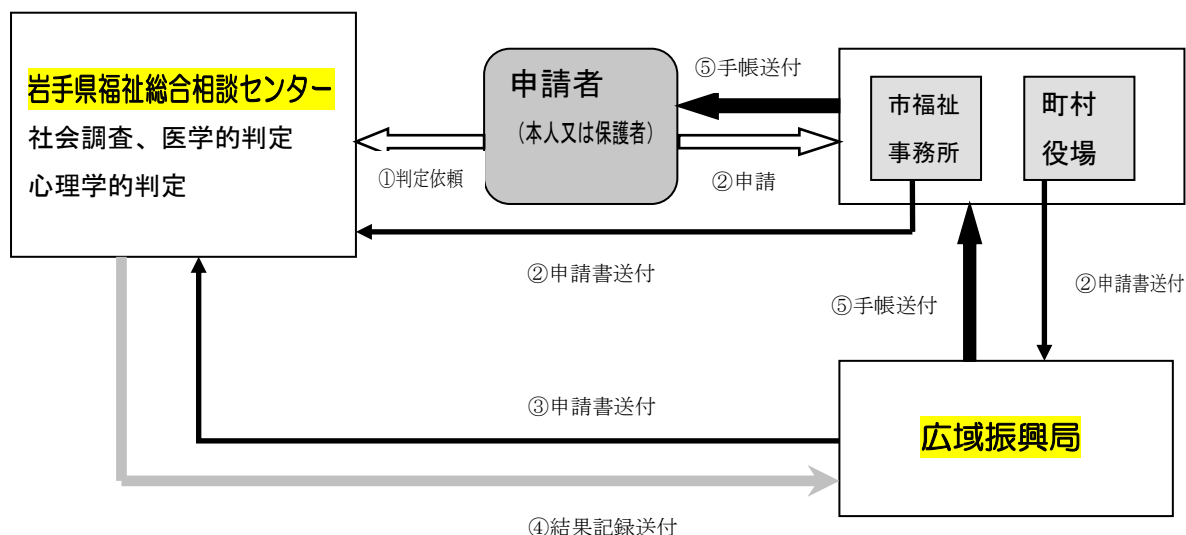 岩手県福祉総合相談センター
社会調査、医学的判定
心理学的判定
申請者
（本人又は保護者）
①判定依頼
⑤手帳送付
②申請
市福祉
事務所
町村
役場
②申請書送付
②申請書送付
⑤手帳送付
③申請書送付
広域振興局
④結果記録送付